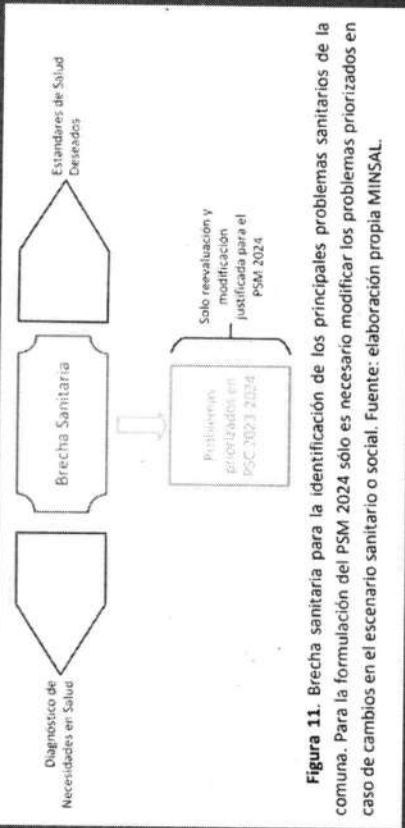 Diagnóstico de
Necesidades en Salud
Brecha Sanitaria
Estandares de Salud
Deseados
Problemas
priorizados en
PSC 2023-2024
Solo reevaluación y
modificación
justificada para el
PSM 2024
Figura 11. Brecha sanitaria para la identificación de los principales problemas sanitarios de la
comuna. Para la formulación del PSM 2024 sólo es necesario modificar los problemas priorizados en
caso de cambios en el escenario sanitario o social. Fuente: elaboración propia MINSAL.